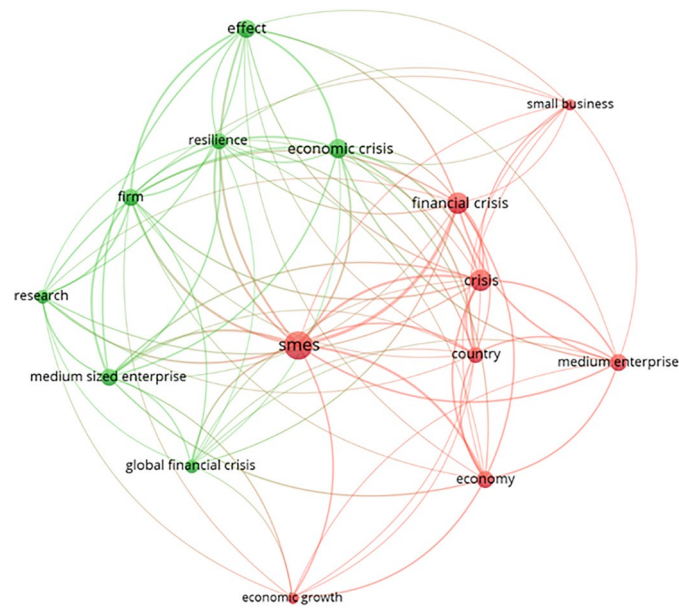 effect
small business
resilience
economic crisis
firm
financial crisis
crisis
research
smes
country
medium enterprise
medium sized enterprise
global financial crisis
economy
economic growth